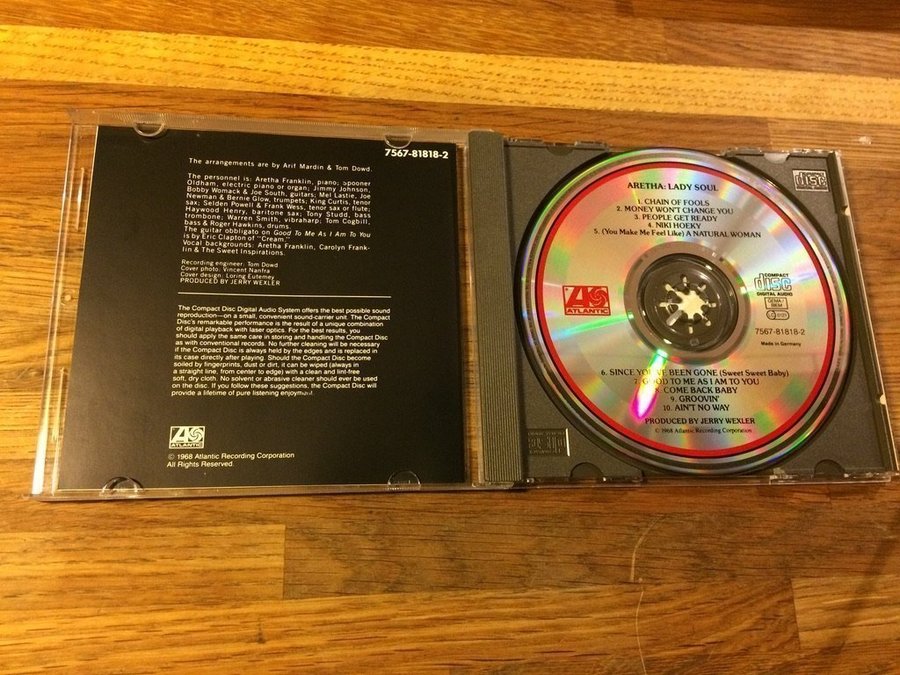 7567-81818-2
The arrangements are by Arif Mardin & Tom Dowd.
The personnel is: Aretha Franklin, piano; Spooner
Oldham, electric piano or organ; Jimmy Johnson,
Bobby Womack & Joe South, guitars; Mel Lastie, Joe
Newman & Bernie Glow, trumpets; King Curtis, tenor
sax; Selden Powell & Frank Wess, tenor sax or flute;
Haywood Henry, baritone sax; Tony Studd, bass
trombone; Warren Smith, vibraharp; Tom Cogbill,
bass & Roger Hawkins, drums.
The guitar obbligato on Good To Me As I Am To You
is by Eric Clapton of "Cream."
Vocal backgrounds: Aretha Franklin, Carolyn Frank-
lin & The Sweet Inspirations.
Recording engineer: Tom Dowd
Cover photo: Vincent Nanfra
Cover design: Loring Eutemey
PRODUCED BY JERRY WEXLER
The Compact Disc Digital Audio System offers the best possible sound
reproduction—on a small, convenient sound-carrier unit. The Compact
Disc's remarkable performance is the result of a unique combination
of digital playback with laser optics. For the best results, you
should apply the same care in storing and handling the Compact Disc
as with conventional records. No further cleaning will be necessary
if the Compact Disc is always held by the edges and is replaced in
its case directly after playing. Should the Compact Disc become
soiled by fingerprints, dust or dirt, it can be wiped (always in
a straight line, from center to edge) with a clean and lint-free
soft, dry cloth. No solvent or abrasive cleaner should ever be used
on the disc. If you follow these suggestions, the Compact Disc will
provide a lifetime of pure listening enjoyment.
ATLANTIC
© 1968 Atlantic Recording Corporation
All Rights Reserved.
disc
ARETHA: LADY SOUL
1. CHAIN OF FOOLS
2. MONEY WON'T CHANGE YOU
3. PEOPLE GET READY
4. NIKI HOEKY
5. (You Make Me Feel Like) A NATURAL WOMAN
ATLANTIC
COMPACT
disc
DIGITAL AUDIO
GEMA
BIEM
7567-81818-2
Made in Germany
6. SINCE YOU'VE BEEN GONE (Sweet Sweet Baby)
7. GOOD TO ME AS I AM TO YOU
8. COME BACK BABY
9. GROOVIN'
10. AIN'T NO WAY
PRODUCED BY JERRY WEXLER
© 1968 Atlantic Recording Corporation